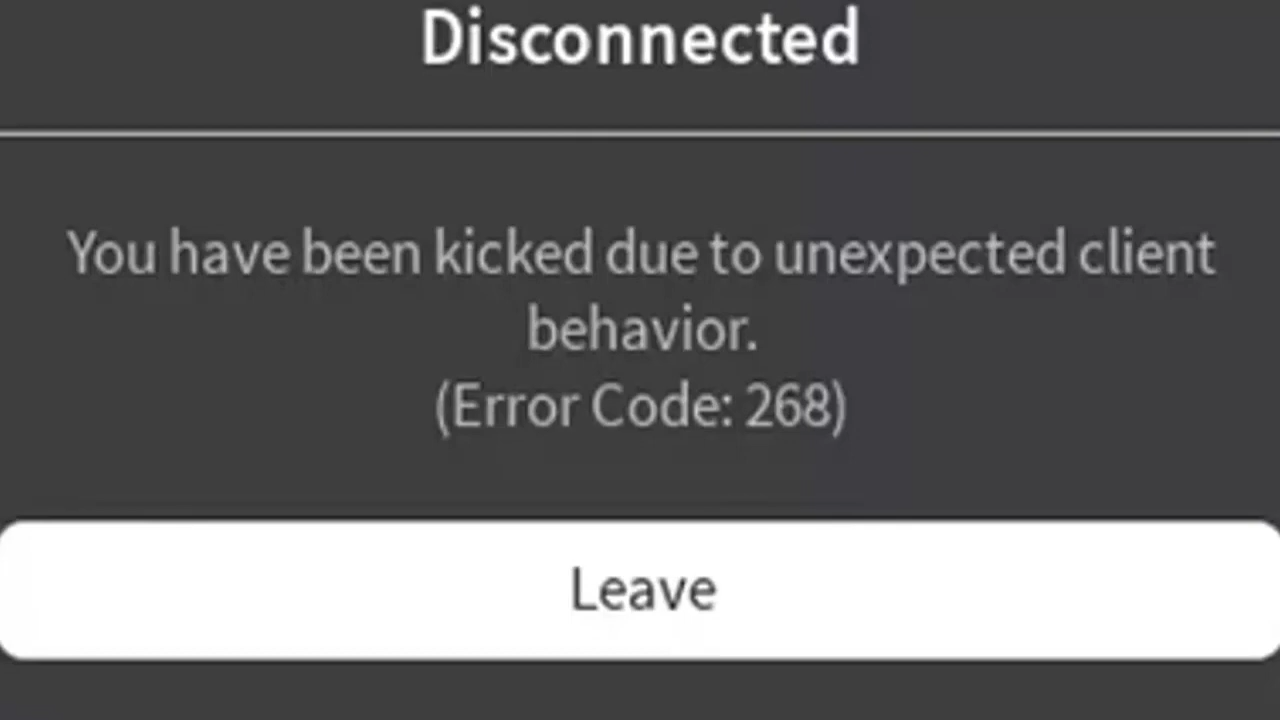 Disconnected
You have been kicked due to unexpected client
behavior.
(Error Code: 268)
Leave